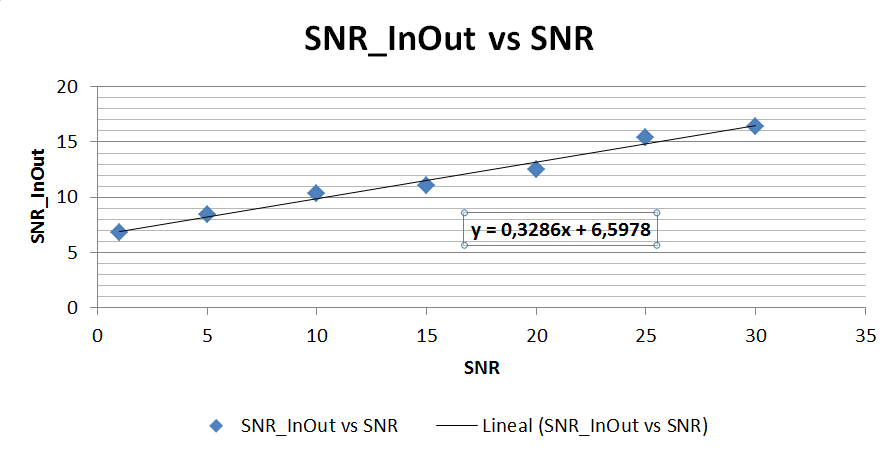 SNR_InOut vs SNR
SNR_InOut
20
15
10
5
0
y = 0,3286x + 6,5978
0 5 10 15 20 25 30 35
SNR
SNR_InOut vs SNR
Lineal (SNR_InOut vs SNR)